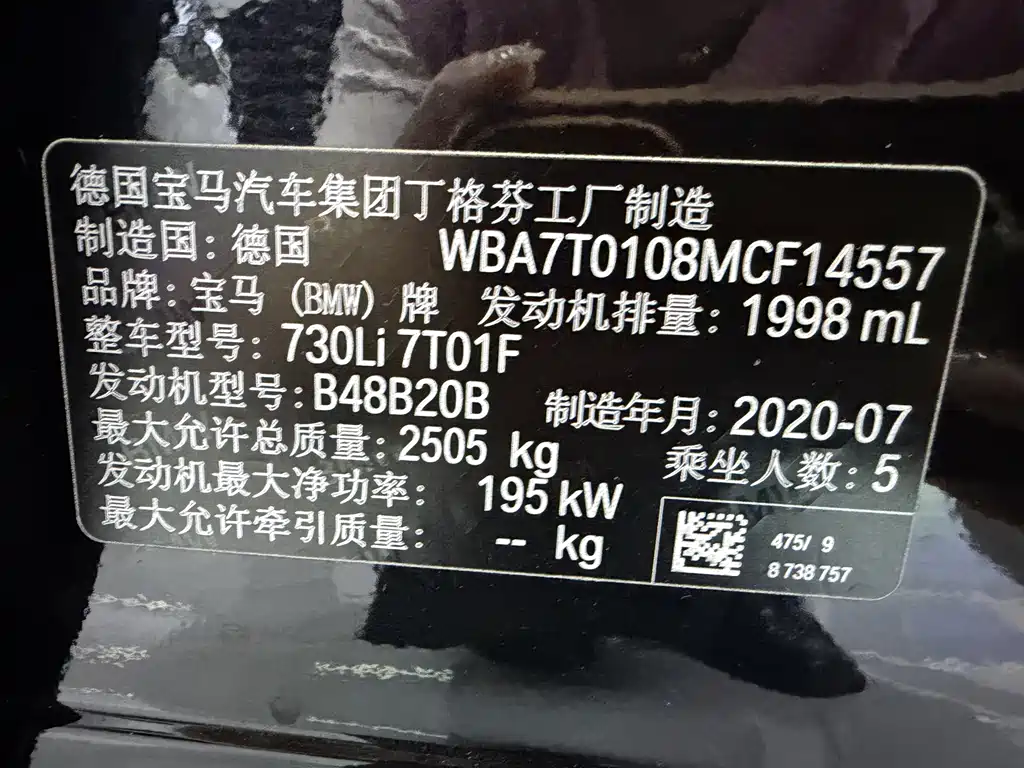 德国宝马汽车集团丁格芬工厂制造
制造国：德国 WBA7T0108MCF14557
品牌：宝马 (BMW) 牌 发动机排量：1998 mL
整车型号：730Li 7T01F
发动机型号：B48B20B 制造年月：2020-07
最大允许总质量：2505 kg 乘坐人数：5
发动机最大净功率： 195 kW
最大允许牵引质量： -- kg
475/ 9
8 738 757